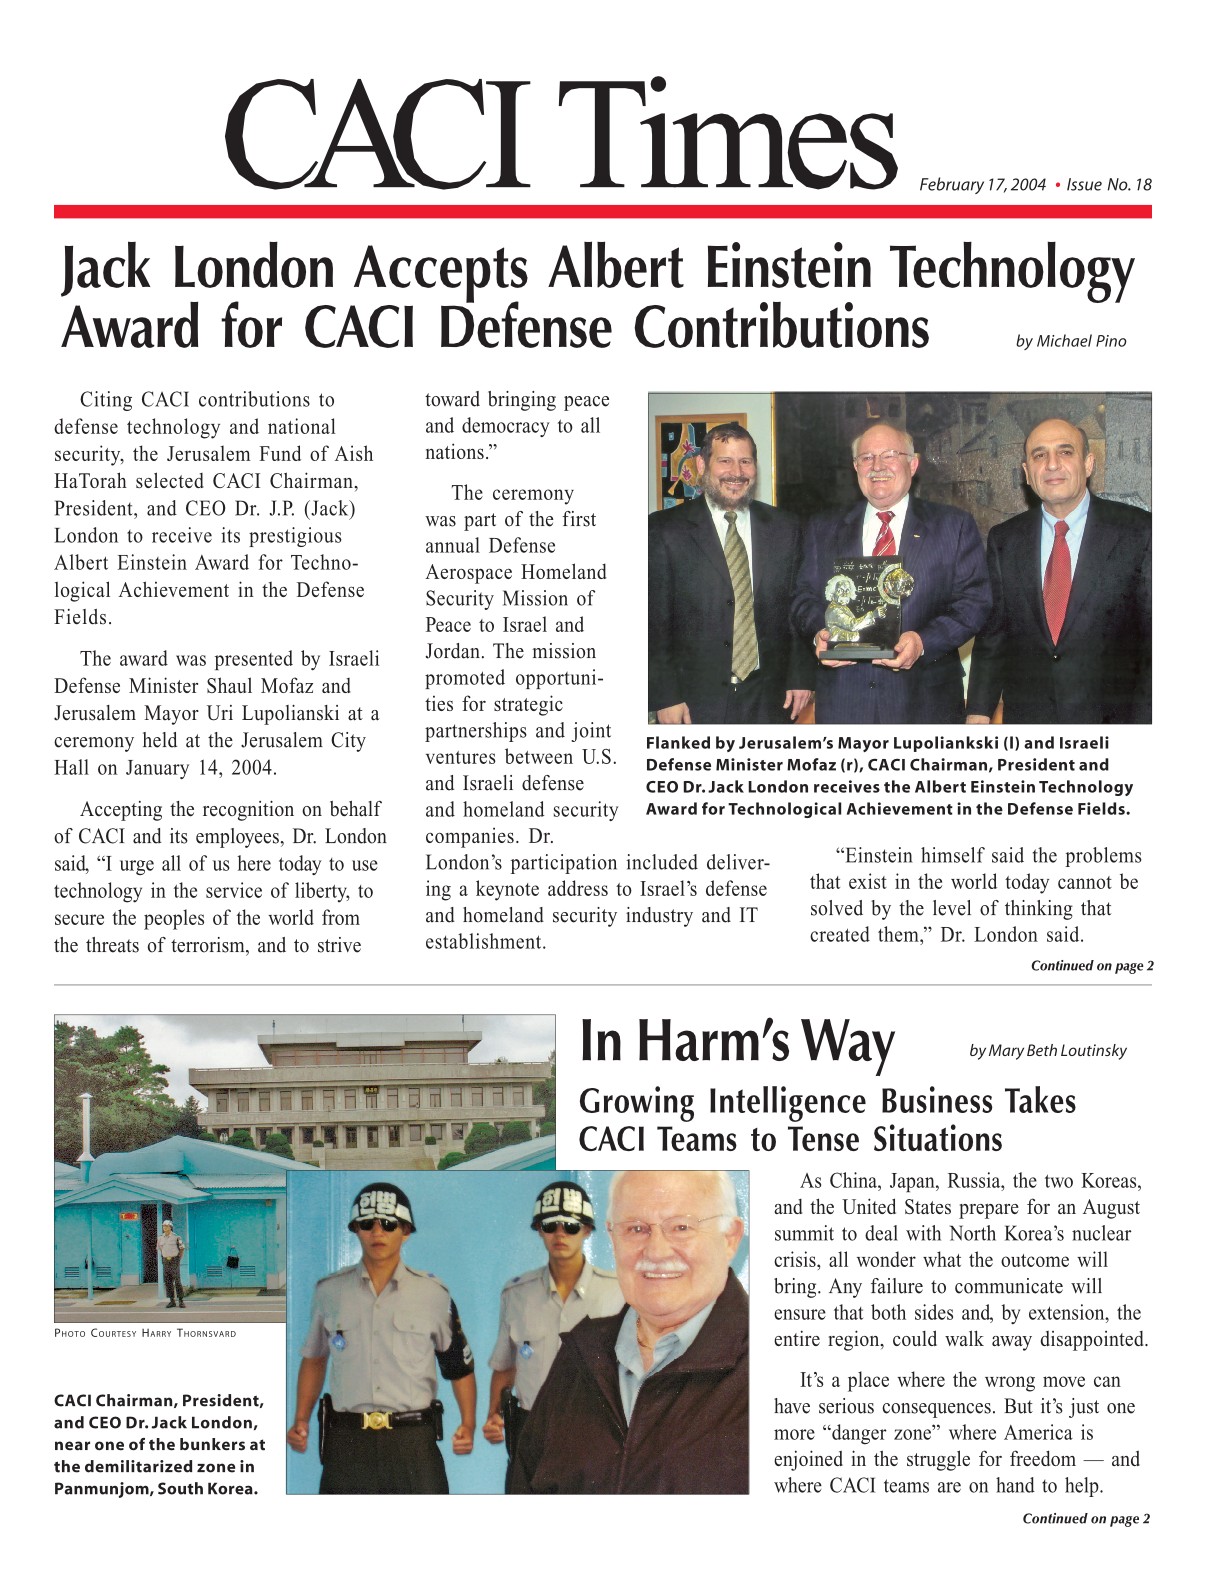 CACI Times
February 17, 2004 • Issue No. 18
Jack London Accepts Albert Einstein Technology
Award for CACI Defense Contributions
by Michael Pino
Citing CACI contributions to
defense technology and national
security, the Jerusalem Fund of Aish
HaTorah selected CACI Chairman,
President, and CEO Dr. J.P. (Jack)
London to receive its prestigious
Albert Einstein Award for Techno-
logical Achievement in the Defense
Fields.
The award was presented by Israeli
Defense Minister Shaul Mofaz and
Jerusalem Mayor Uri Lupolianski at a
ceremony held at the Jerusalem City
Hall on January 14, 2004.
Accepting the recognition on behalf
of CACI and its employees, Dr. London
said, “I urge all of us here today to use
technology in the service of liberty, to
secure the peoples of the world from
the threats of terrorism, and to strive
toward bringing peace
and democracy to all
nations.”
The ceremony
was part of the first
annual Defense
Aerospace Homeland
Security Mission of
Peace to Israel and
Jordan. The mission
promoted opportuni-
ties for strategic
partnerships and joint
ventures between U.S.
and Israeli defense
and homeland security
companies. Dr.
London’s participation included deliver-
ing a keynote address to Israel’s defense
and homeland security industry and IT
establishment.
E=mc²
Flanked by Jerusalem’s Mayor Lupoliankski (l) and Israeli
Defense Minister Mofaz (r), CACI Chairman, President and
CEO Dr. Jack London receives the Albert Einstein Technology
Award for Technological Achievement in the Defense Fields.
“Einstein himself said the problems
that exist in the world today cannot be
solved by the level of thinking that
created them,” Dr. London said.
Continued on page 2
In Harm’s Way
by Mary Beth Loutinsky
Growing Intelligence Business Takes
CACI Teams to Tense Situations
헌병
헌병
PHOTO COURTESY HARRY THORNSVARD
CACI Chairman, President,
and CEO Dr. Jack London,
near one of the bunkers at
the demilitarized zone in
Panmunjom, South Korea.
As China, Japan, Russia, the two Koreas,
and the United States prepare for an August
summit to deal with North Korea’s nuclear
crisis, all wonder what the outcome will
bring. Any failure to communicate will
ensure that both sides and, by extension, the
entire region, could walk away disappointed.
It’s a place where the wrong move can
have serious consequences. But it’s just one
more “danger zone” where America is
enjoined in the struggle for freedom — and
where CACI teams are on hand to help.
Continued on page 2